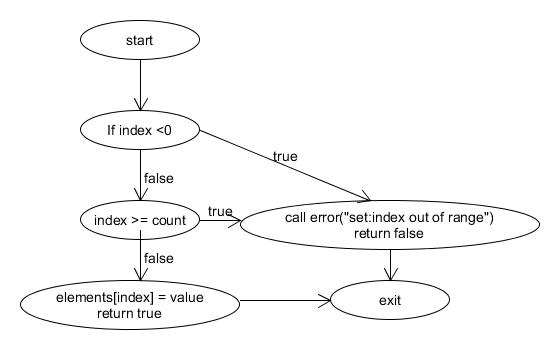 start
If index <0
true
false
index >= count
true
call error("set:index out of range")
return false
false
elements[index] = value
return true
exit